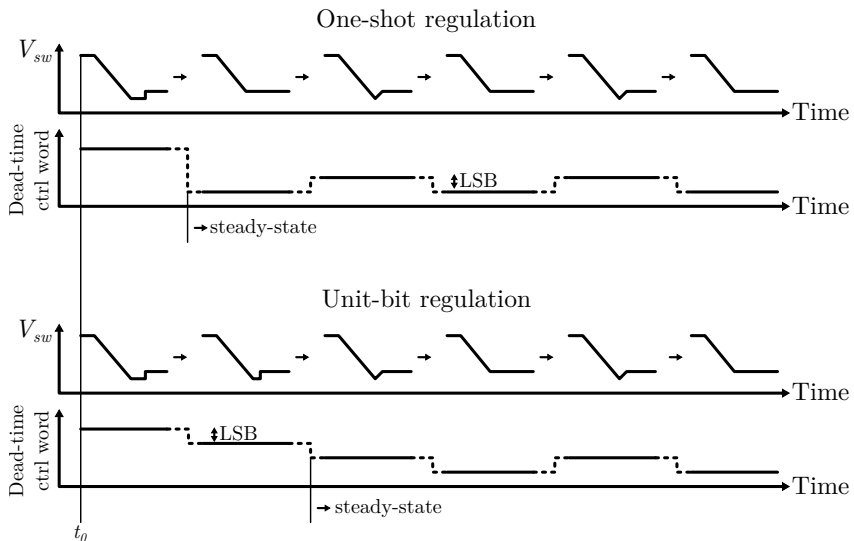 One-shot regulation
V_sw
Time
Dead-time
ctrl word
LSB
Time
steady-state
Unit-bit regulation
V_sw
Time
Dead-time
ctrl word
LSB
Time
steady-state
t_0